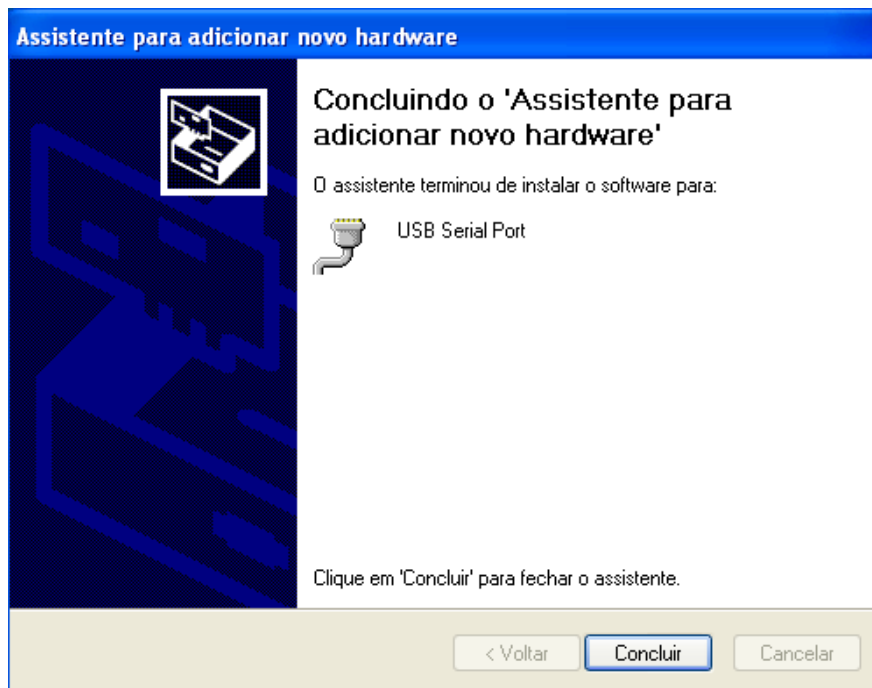 Assistente para adicionar novo hardware
Concluindo o 'Assistente para
adicionar novo hardware'
O assistente terminou de instalar o software para:
USB Serial Port
Clique em 'Concluir' para fechar o assistente.
< Voltar
Concluir
Cancelar